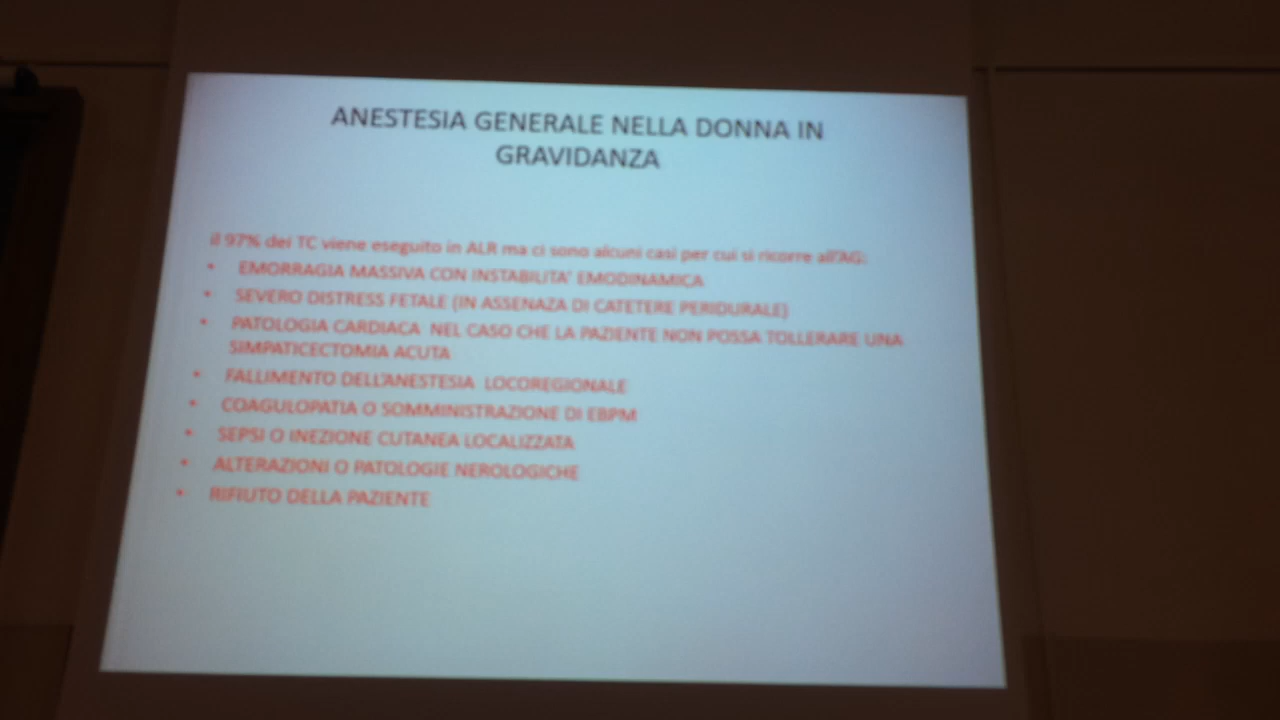 ANESTESIA GENERALE NELLA DONNA IN
GRAVIDANZA
il 97% dei TC viene eseguito in ALR ma ci sono alcuni casi per cui si ricorre all'AG:
• EMORRAGIA MASSIVA CON INSTABILITA' EMODINAMICA
• SEVERO DISTRESS FETALE (IN ASSENAZA DI CATETERE PERIDURALE)
• PATOLOGIA CARDIACA NEL CASO CHE LA PAZIENTE NON POSSA TOLLERARE UNA
SIMPATICECTOMIA ACUTA
• FALLIMENTO DELL'ANESTESIA LOCOREGIONALE
• COAGULOPATIA O SOMMINISTRAZIONE DI EBPM
• SEPSI O INEZIONE CUTANEA LOCALIZZATA
• ALTERAZIONI O PATOLOGIE NEROLOGICHE
• RIFIUTO DELLA PAZIENTE